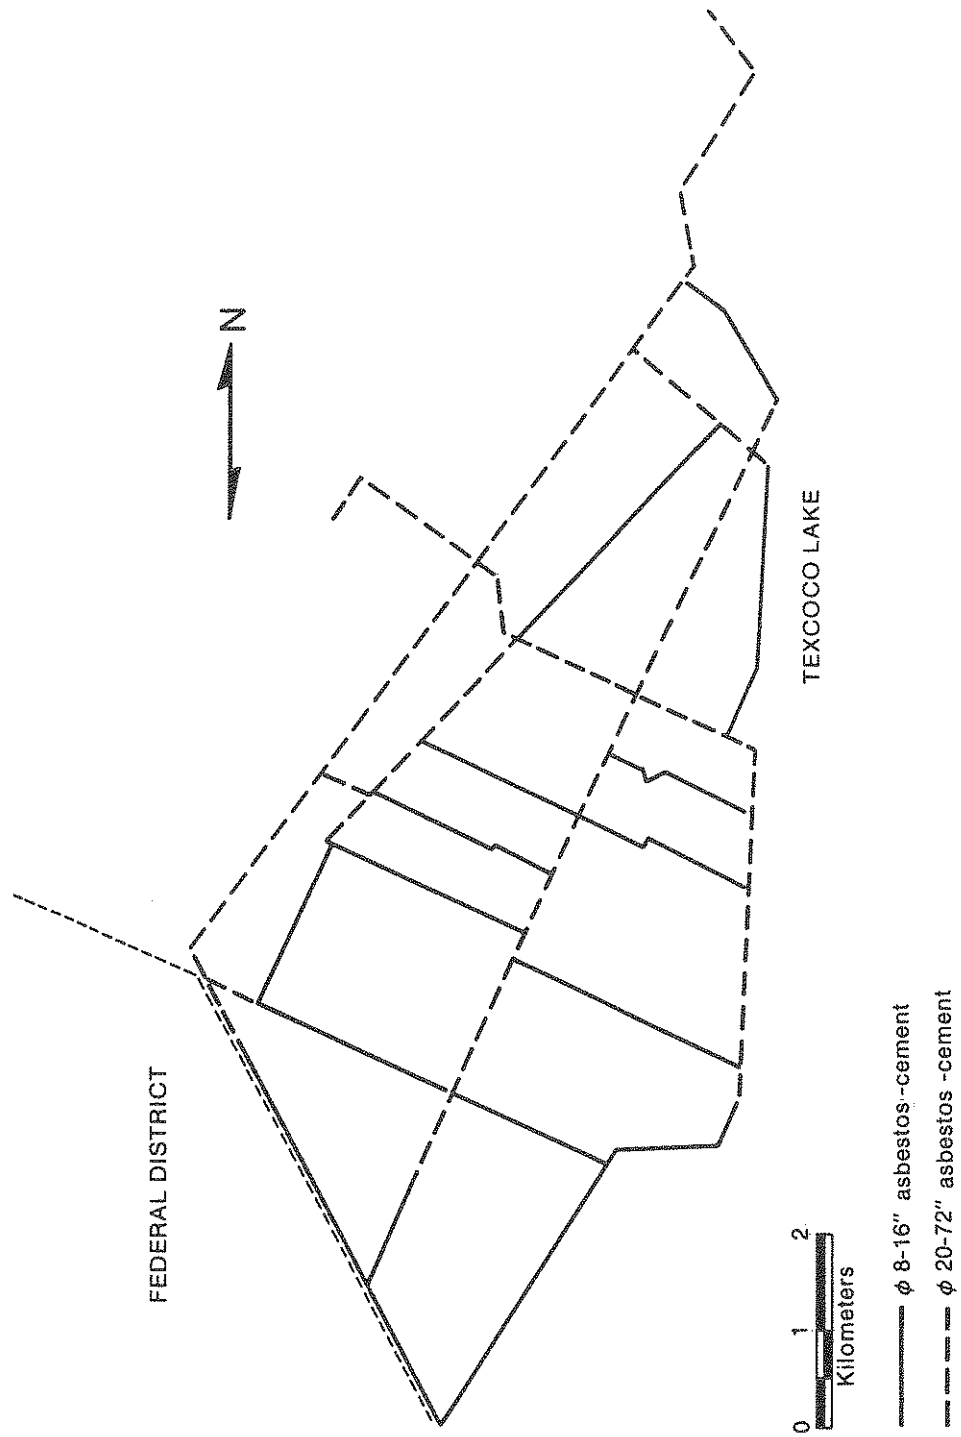 N
FEDERAL DISTRICT
TEXCOCO LAKE
0 1 2
Kilometers
φ 8-16" asbestos-cement
φ 20-72" asbestos -cement